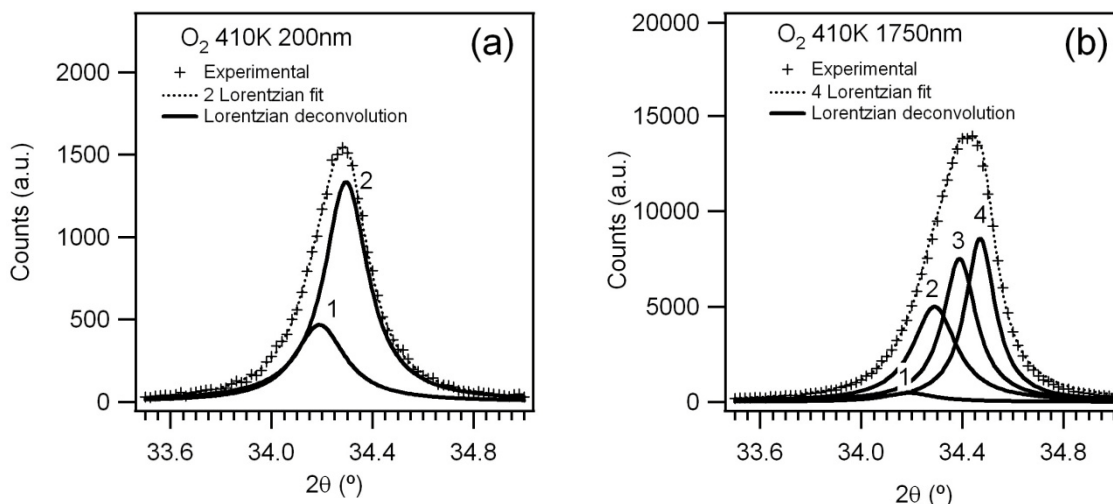 O₂ 410K 200nm
(a)
Experimental
2 Lorentzian fit
Lorentzian deconvolution
2000
1500
1000
500
0
Counts (a.u.)
2
1
33.6 34.0 34.4 34.8
2θ (º)
O₂ 410K 1750nm
(b)
Experimental
4 Lorentzian fit
Lorentzian deconvolution
20000
15000
10000
5000
0
Counts (a.u.)
4
3
2
1
33.6 34.0 34.4 34.8
2θ (º)